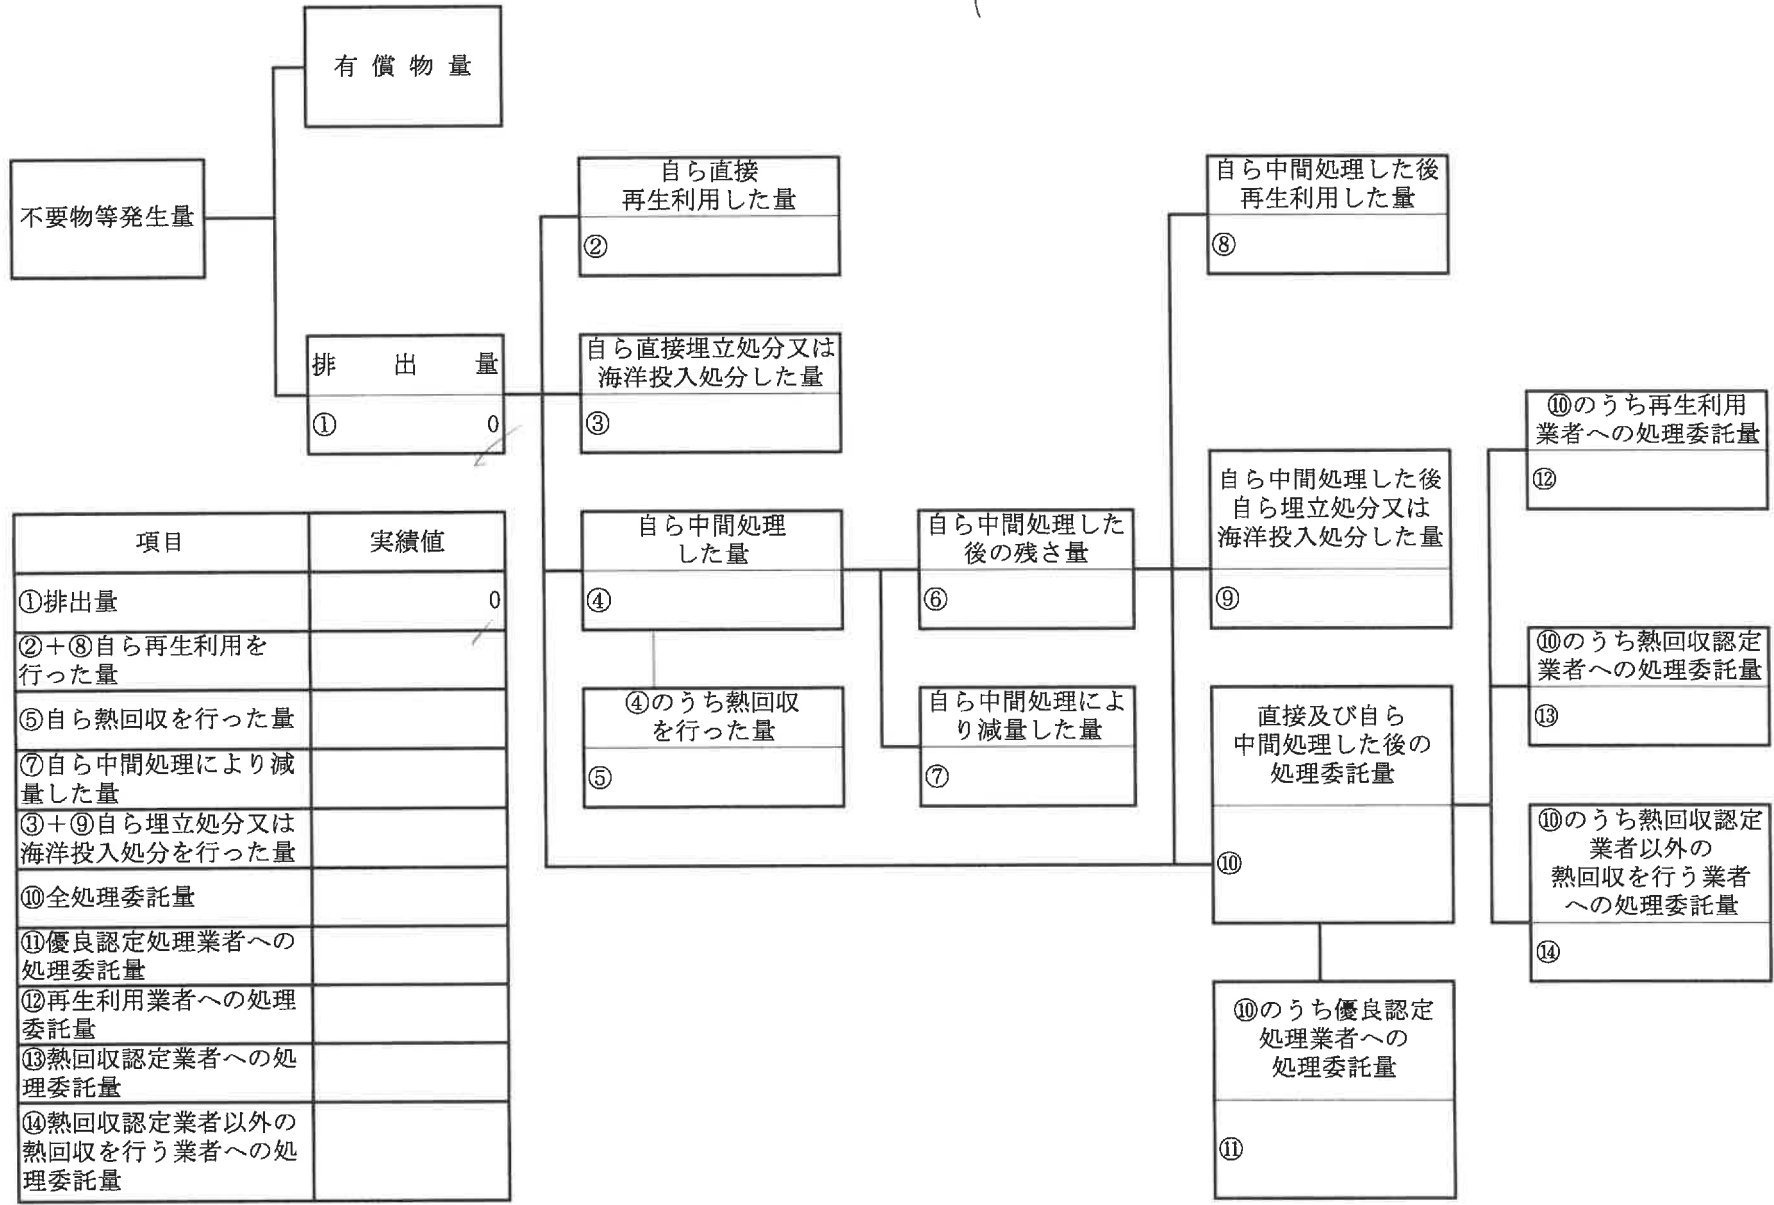 有償物量
不要物等発生量
排出量
① 0
自ら直接
再生利用した量
②
自ら直接埋立処分又は
海洋投入処分した量
③
自ら中間処理
した量
④
④のうち熱回収
を行った量
⑤
自ら中間処理した
後の残さ量
⑥
自ら中間処理によ
り減量した量
⑦
自ら中間処理した後
再生利用した量
⑧
自ら中間処理した後
自ら埋立処分又は
海洋投入処分した量
⑨
直接及び自ら
中間処理した後の
処理委託量
⑩
⑩のうち優良認定
処理業者への
処理委託量
⑪
⑩のうち再生利用
業者への処理委託量
⑫
⑩のうち熱回収認定
業者への処理委託量
⑬
⑩のうち熱回収認定
業者以外の
熱回収を行う業者
への処理委託量
⑭
項目 実績値
①排出量 0
②＋⑧自ら再生利用を
行った量
⑤自ら熱回収を行った量
⑦自ら中間処理により減
量した量
③＋⑨自ら埋立処分又は
海洋投入処分を行った量
⑩全処理委託量
⑪優良認定処理業者への
処理委託量
⑫再生利用業者への処理
委託量
⑬熱回収認定業者への処
理委託量
⑭熱回収認定業者以外の
熱回収を行う業者への処
理委託量